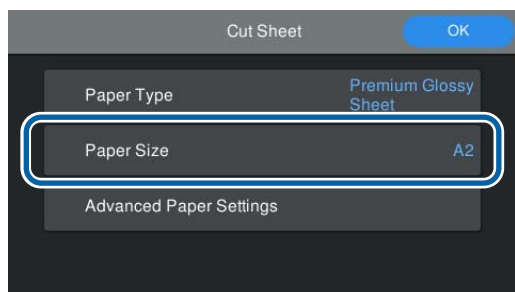 Cut Sheet
OK
Paper Type
Premium Glossy
Sheet
Paper Size
A2
Advanced Paper Settings